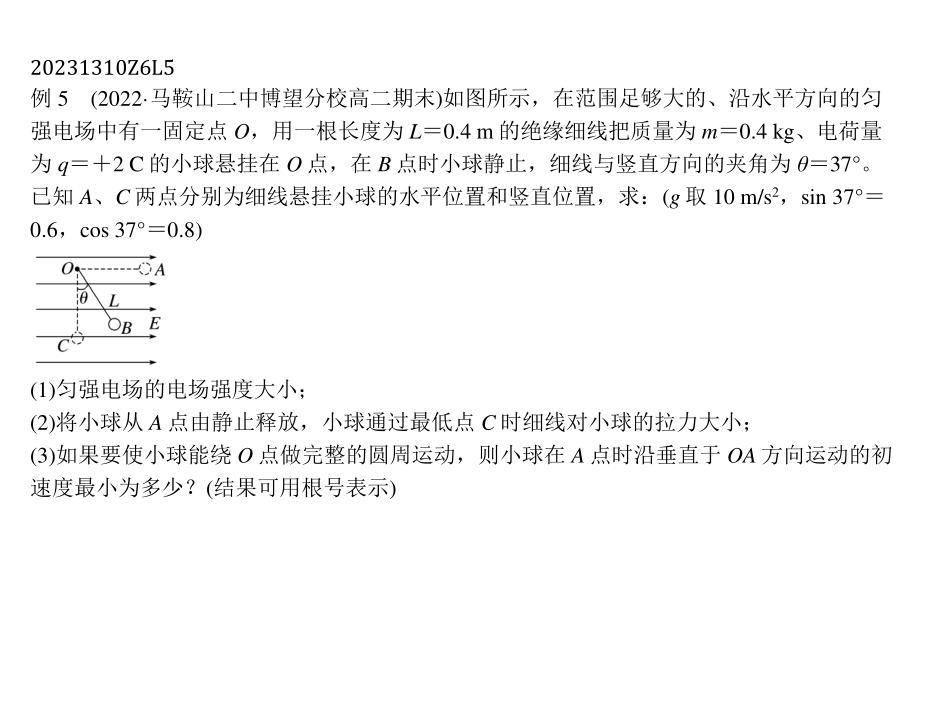 20231310Z6L5
例 5　(2022·马鞍山二中博望分校高二期末)如图所示，在范围足够大的、沿水平方向的匀
强电场中有一固定点 O，用一根长度为 L＝0.4 m 的绝缘细线把质量为 m＝0.4 kg、电荷量
为 q＝＋2 C 的小球悬挂在 O 点，在 B 点时小球静止，细线与竖直方向的夹角为 θ＝37°。
已知 A、C 两点分别为细线悬挂小球的水平位置和竖直位置，求：(g 取 10 m/s²，sin 37°＝
0.6，cos 37°＝0.8)
O A
θ L
B E
C
(1)匀强电场的电场强度大小；
(2)将小球从 A 点由静止释放，小球通过最低点 C 时细线对小球的拉力大小；
(3)如果要使小球能绕 O 点做完整的圆周运动，则小球在 A 点时沿垂直于 OA 方向运动的初
速度最小为多少？(结果可用根号表示)